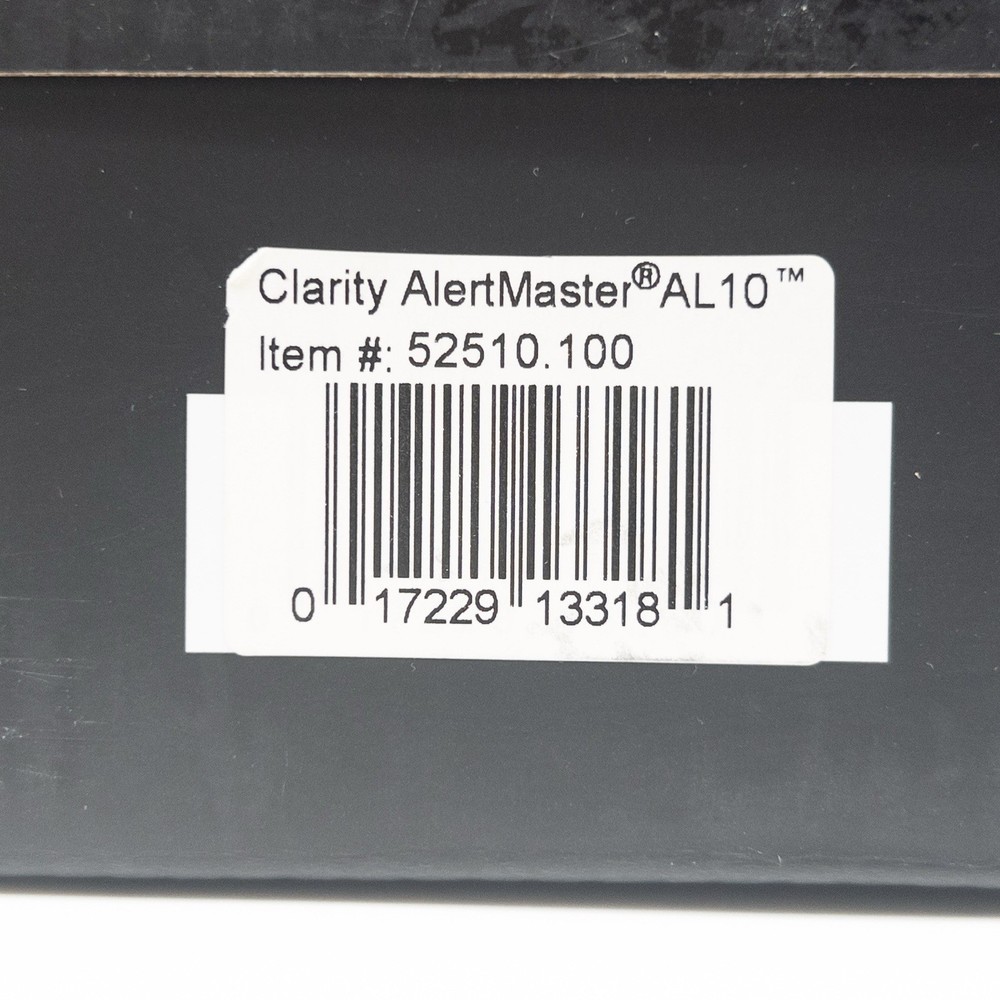 Clarity AlertMaster®AL10™
Item #: 52510.100
0 17229 13318 1